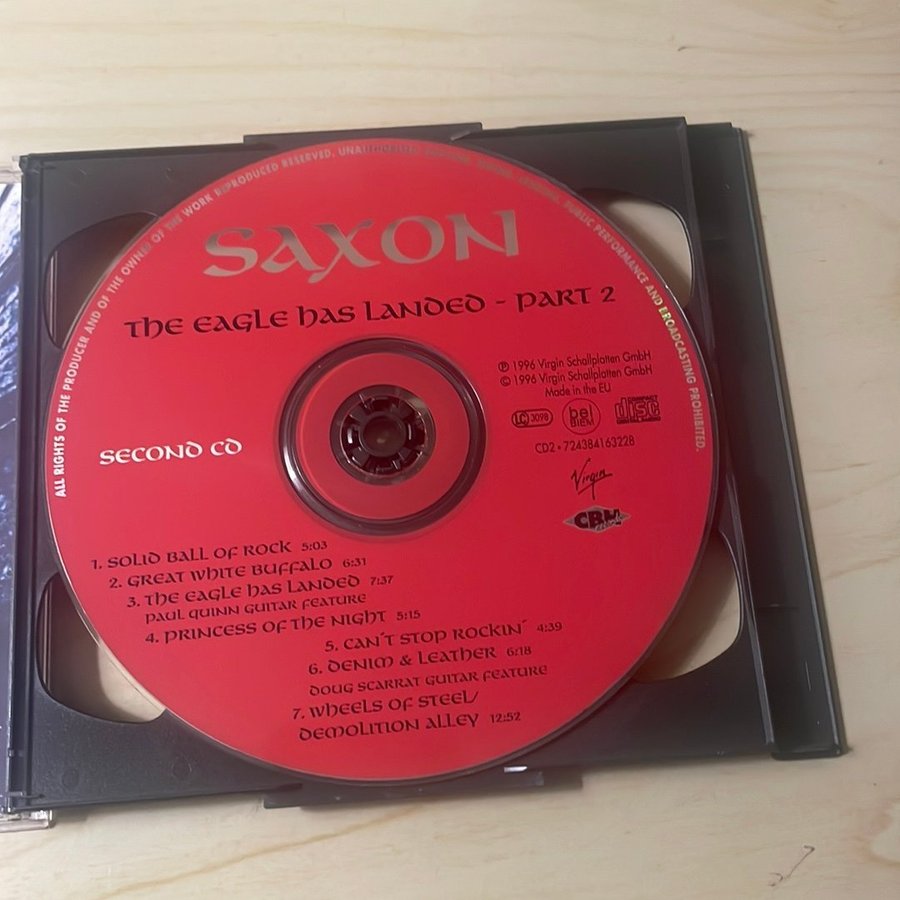 ALL RIGHTS OF THE PRODUCER AND OF THE OWNER OF THE WORK REPRODUCED RESERVED. UNAUTHORISED PUBLIC PERFORMANCE AND BROADCASTING PROHIBITED.
SAXON
THE EAGLE HAS LANDED - PART 2
℗ 1996 Virgin Schallplatten GmbH
© 1996 Virgin Schallplatten GmbH
Made in the EU
LC 3098
bel
BIEM
COMPACT
disc
DIGITAL AUDIO
CD2 • 724384163228
SECOND CD
Virgin
CBH
1. SOLID BALL OF ROCK 5:03
2. GREAT WHITE BUFFALO 6:31
3. THE EAGLE HAS LANDED 7:37
PAUL QUINN GUITAR FEATURE
4. PRINCESS OF THE NIGHT 5:15
5. CAN´T STOP ROCKIN´ 4:39
6. DENIM & LEATHER 6:18
DOUG SCARRAT GUITAR FEATURE
7. WHEELS OF STEEL/
DEMOLITION ALLEY 12:52